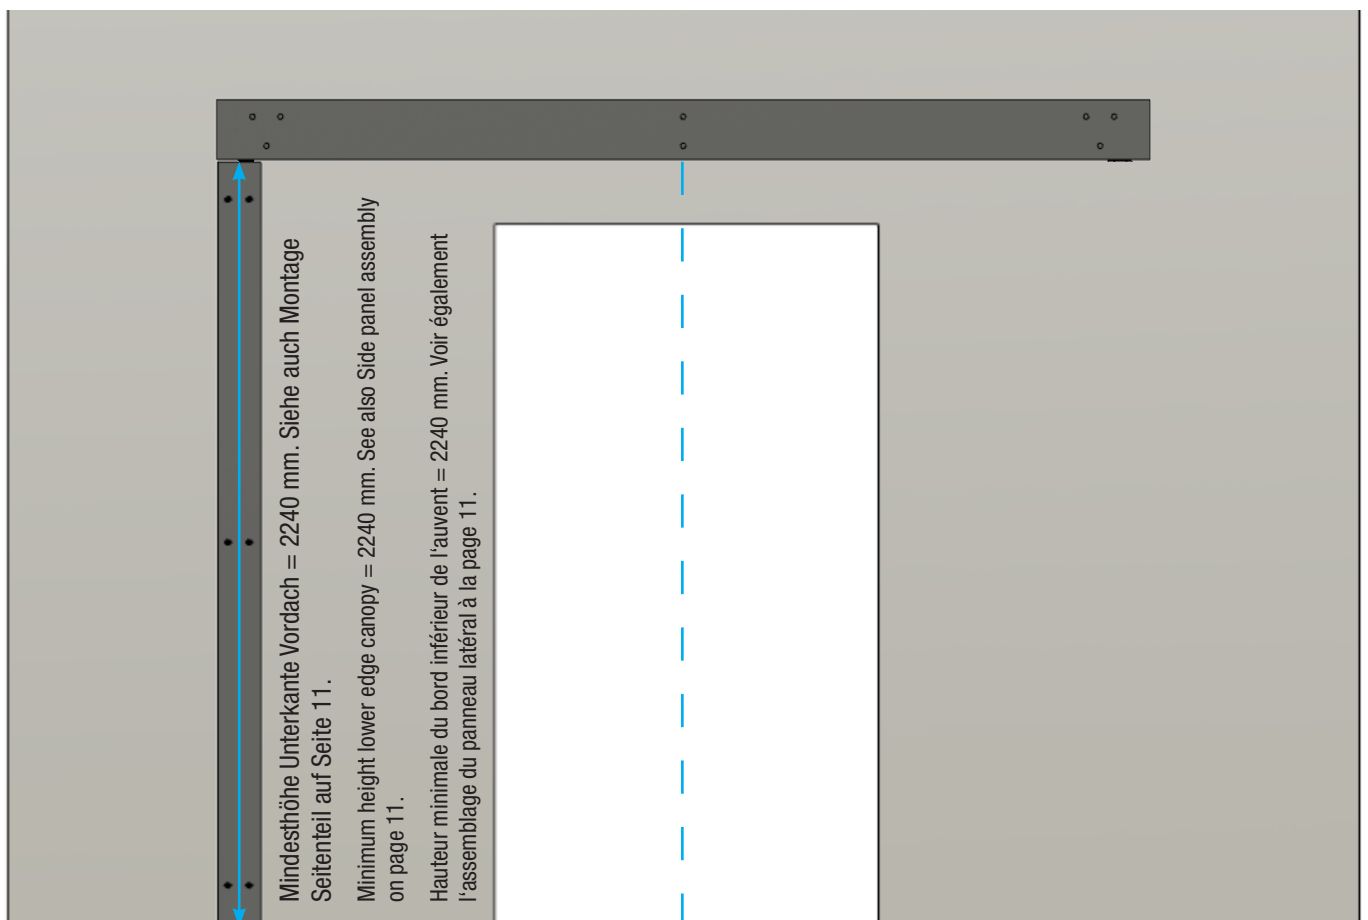 Mindesthöhe Unterkante Vordach = 2240 mm. Siehe auch Montage
Seitenteil auf Seite 11.
Minimum height lower edge canopy = 2240 mm. See also Side panel assembly
on page 11.
Hauteur minimale du bord inférieur de l‘auvent = 2240 mm. Voir également
l‘assemblage du panneau latéral à la page 11.